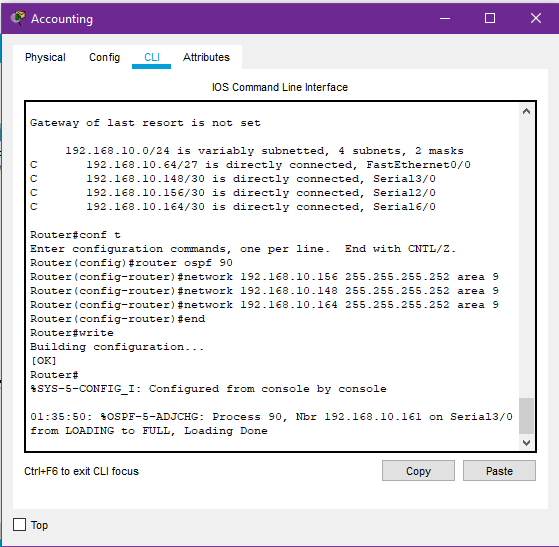 Accounting
Physical Config CLI Attributes
IOS Command Line Interface
Gateway of last resort is not set
192.168.10.0/24 is variably subnetted, 4 subnets, 2 masks
C 192.168.10.64/27 is directly connected, FastEthernet0/0
C 192.168.10.148/30 is directly connected, Serial3/0
C 192.168.10.156/30 is directly connected, Serial2/0
C 192.168.10.164/30 is directly connected, Serial6/0
Router#conf t
Enter configuration commands, one per line. End with CNTL/Z.
Router(config)#router ospf 90
Router(config-router)#network 192.168.10.156 255.255.255.252 area 9
Router(config-router)#network 192.168.10.148 255.255.255.252 area 9
Router(config-router)#network 192.168.10.164 255.255.255.252 area 9
Router(config-router)#end
Router#write
Building configuration...
[OK]
Router#
%SYS-5-CONFIG_I: Configured from console by console
01:35:50: %OSPF-5-ADJCHG: Process 90, Nbr 192.168.10.161 on Serial3/0
from LOADING to FULL, Loading Done
Ctrl+F6 to exit CLI focus Copy Paste
Top